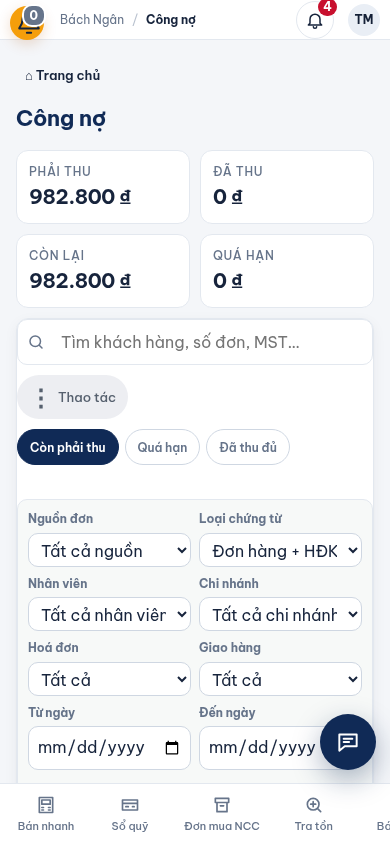 0 Bách Ngân / Công nợ 4 TM
⌂ Trang chủ
Công nợ
PHẢI THU ĐÃ THU
982.800 đ 0 đ
CÒN LẠI QUÁ HẠN
982.800 đ 0 đ
Tìm khách hàng, số đơn, MST...
⋮ Thao tác
Còn phải thu Quá hạn Đã thu đủ
Nguồn đơn Loại chứng từ
Tất cả nguồn Đơn hàng + HĐK
Nhân viên Chi nhánh
Tất cả nhân viên Tất cả chi nhánh
Hoá đơn Giao hàng
Tất cả Tất cả
Từ ngày Đến ngày
mm/dd/yyyy mm/dd/yyyy
Bán nhanh Sổ quỹ Đơn mua NCC Tra tồn